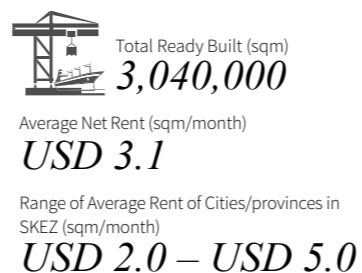 Total Ready Built (sqm)
3,040,000
Average Net Rent (sqm/month)
USD 3.1
Range of Average Rent of Cities/provinces in
SKEZ (sqm/month)
USD 2.0 – USD 5.0